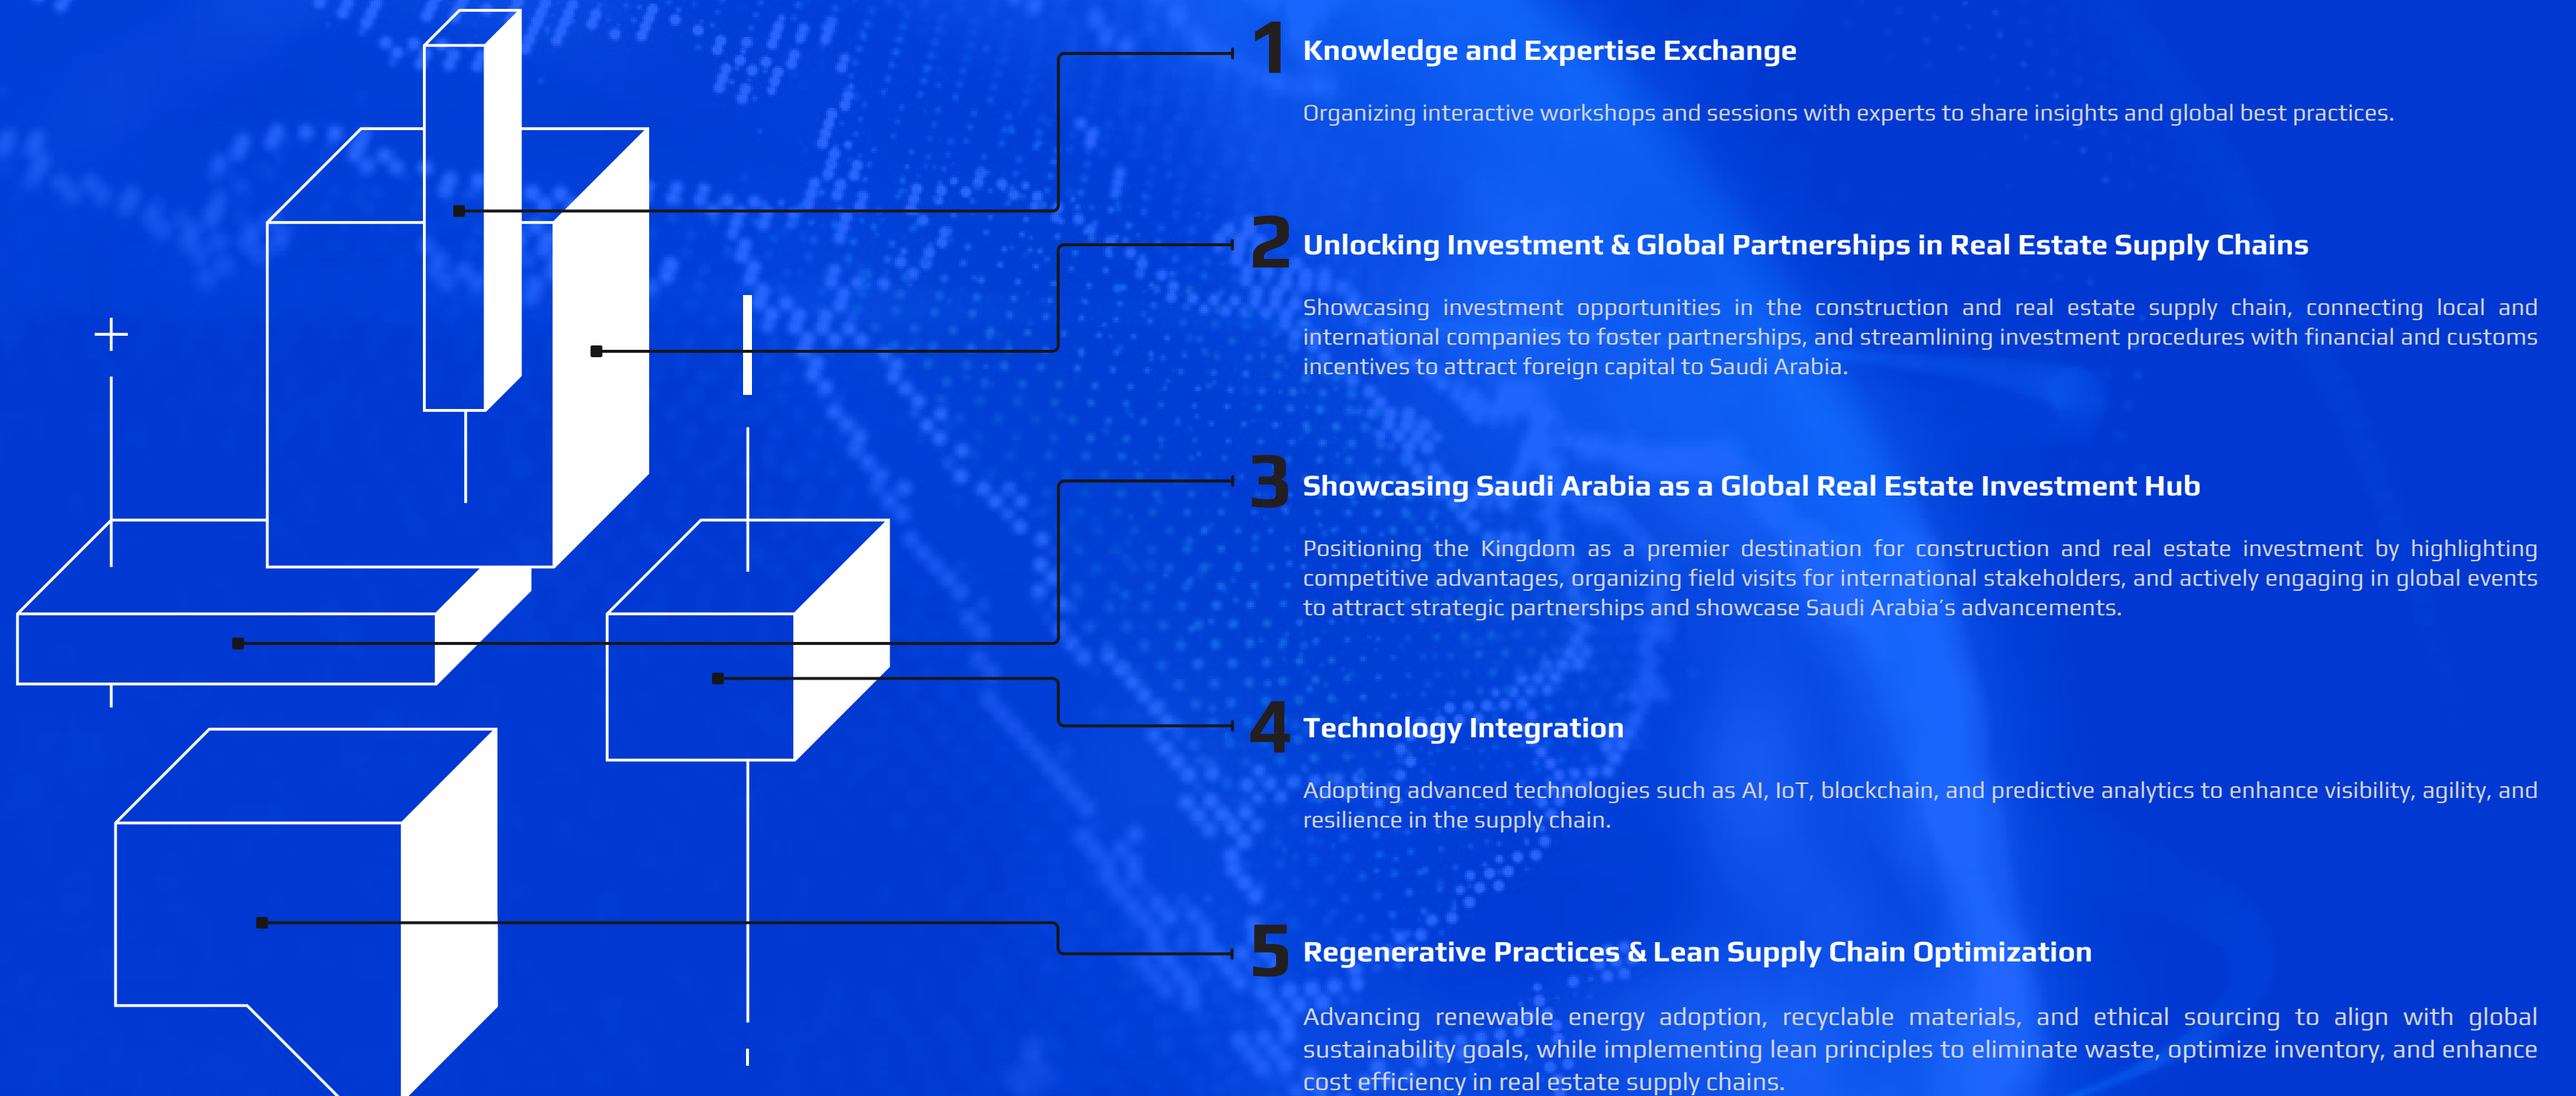 1 Knowledge and Expertise Exchange
Organizing interactive workshops and sessions with experts to share insights and global best practices.
2 Unlocking Investment & Global Partnerships in Real Estate Supply Chains
Showcasing investment opportunities in the construction and real estate supply chain, connecting local and
international companies to foster partnerships, and streamlining investment procedures with financial and customs
incentives to attract foreign capital to Saudi Arabia.
3 Showcasing Saudi Arabia as a Global Real Estate Investment Hub
Positioning the Kingdom as a premier destination for construction and real estate investment by highlighting
competitive advantages, organizing field visits for international stakeholders, and actively engaging in global events
to attract strategic partnerships and showcase Saudi Arabia's advancements.
4 Technology Integration
Adopting advanced technologies such as AI, IoT, blockchain, and predictive analytics to enhance visibility, agility, and
resilience in the supply chain.
5 Regenerative Practices & Lean Supply Chain Optimization
Advancing renewable energy adoption, recyclable materials, and ethical sourcing to align with global
sustainability goals, while implementing lean principles to eliminate waste, optimize inventory, and enhance
cost efficiency in real estate supply chains.